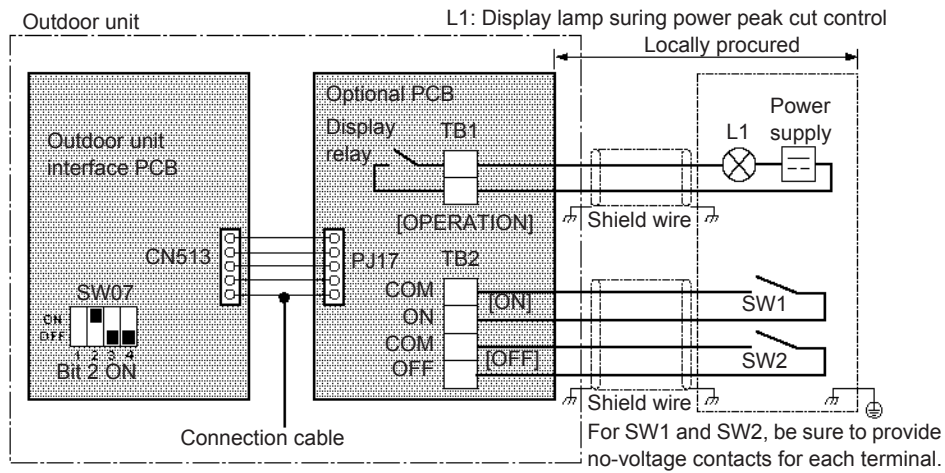 Outdoor unit
L1: Display lamp suring power peak cut control
Locally procured
Optional PCB
Outdoor unit
interface PCB
Display
relay
TB1
L1
Power
supply
[OPERATION]
Shield wire
CN513
PJ17
TB2
COM
ON
COM
OFF
[ON]
[OFF]
SW1
SW2
SW07
ON
OFF
1 2 3 4
Bit 2 ON
Shield wire
Connection cable
For SW1 and SW2, be sure to provide
no-voltage contacts for each terminal.